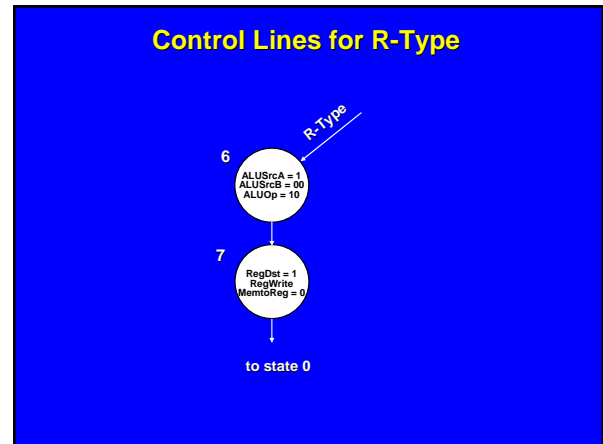 Control Lines for R-Type
R-Type
6
ALUSrcA = 1
ALUSrcB = 00
ALUOp = 10
7
RegDst = 1
RegWrite
MemtoReg = 0
to state 0